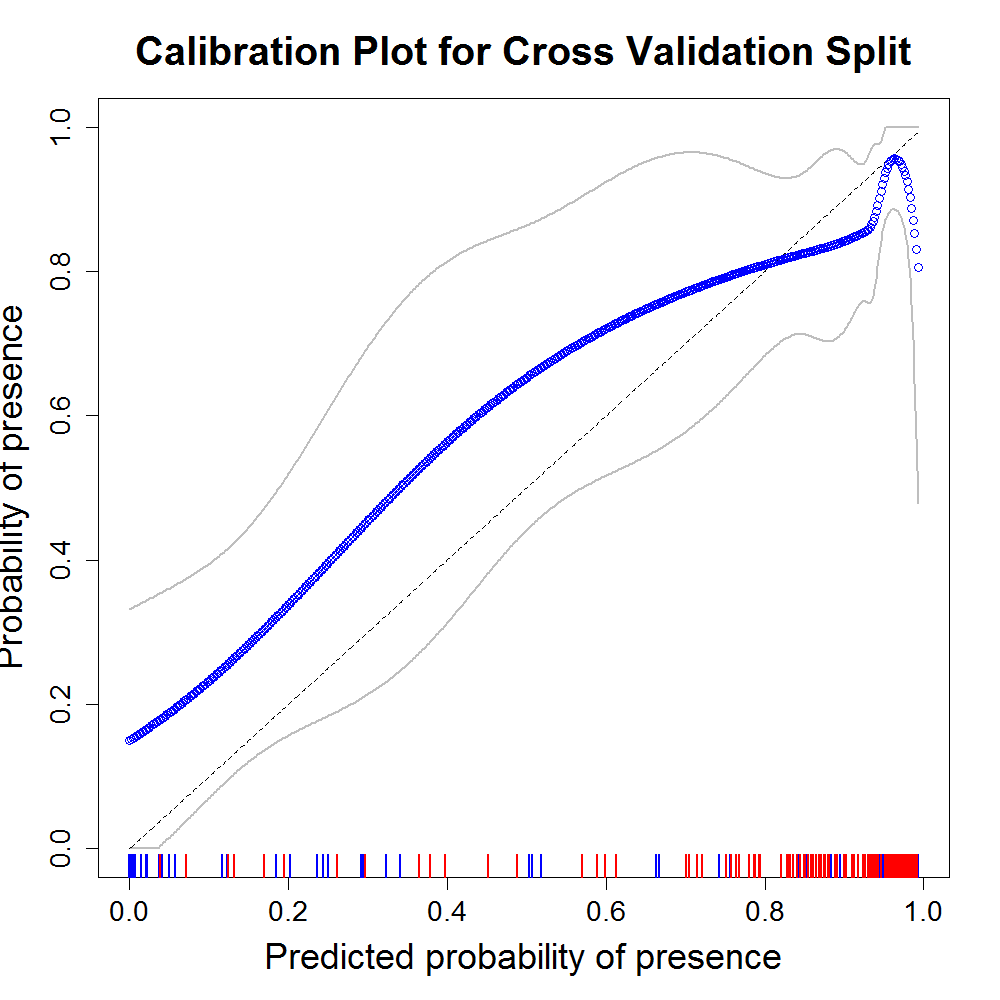 Calibration Plot for Cross Validation Split
Probability of presence
1.0
0.8
0.6
0.4
0.2
0.0
0.0 0.2 0.4 0.6 0.8 1.0
Predicted probability of presence